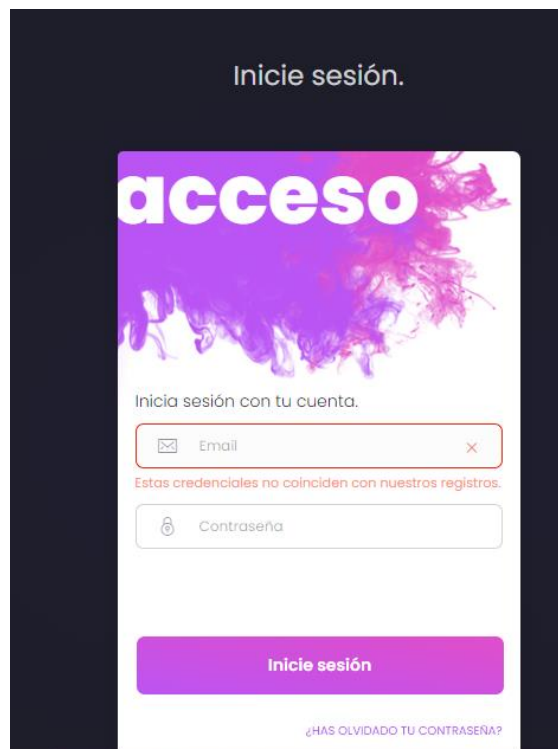 Inicie sesión.
acceso
Inicia sesión con tu cuenta.
Email
Estas credenciales no coinciden con nuestros registros.
Contraseña
Inicie sesión
¿HAS OLVIDADO TU CONTRASEÑA?